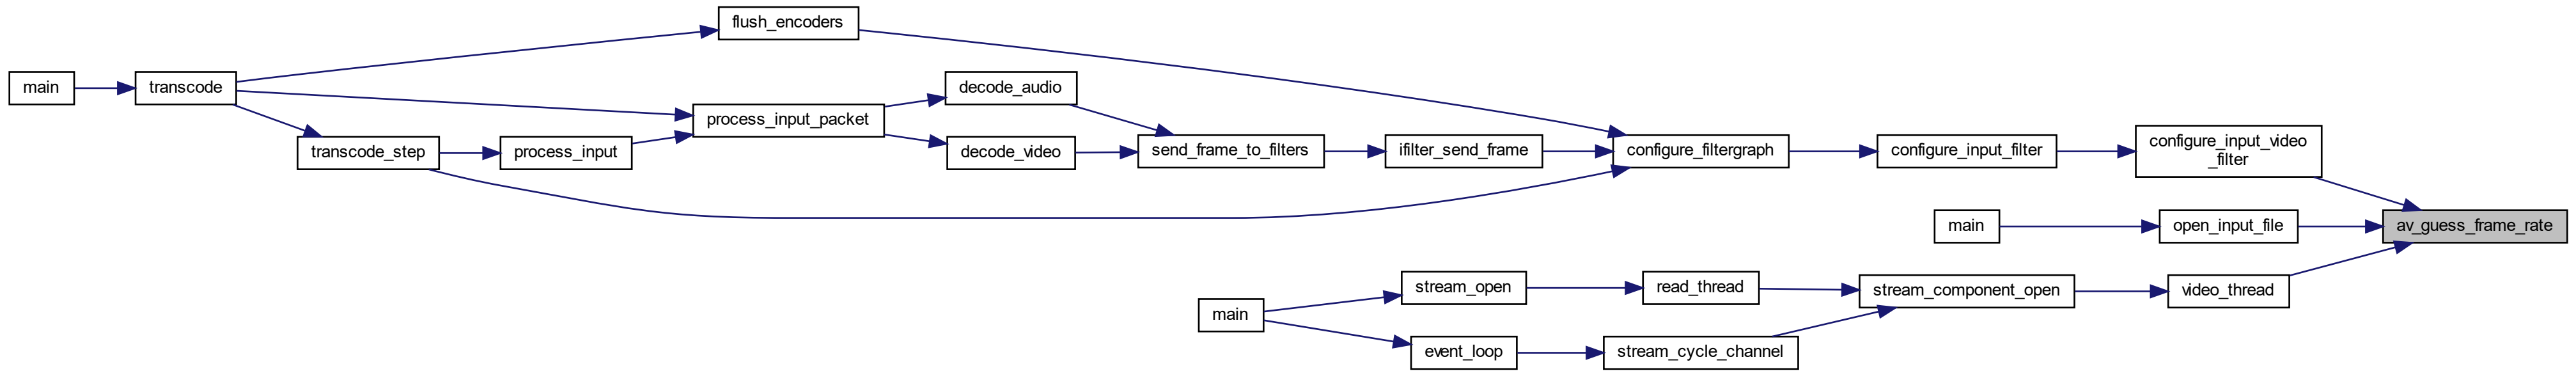 flush_encoders
main
transcode
decode_audio
process_input_packet
transcode_step
process_input
decode_video
send_frame_to_filters
ifilter_send_frame
configure_filtergraph
configure_input_filter
configure_input_video
_filter
main
open_input_file
av_guess_frame_rate
main
stream_open
read_thread
stream_component_open
video_thread
event_loop
stream_cycle_channel